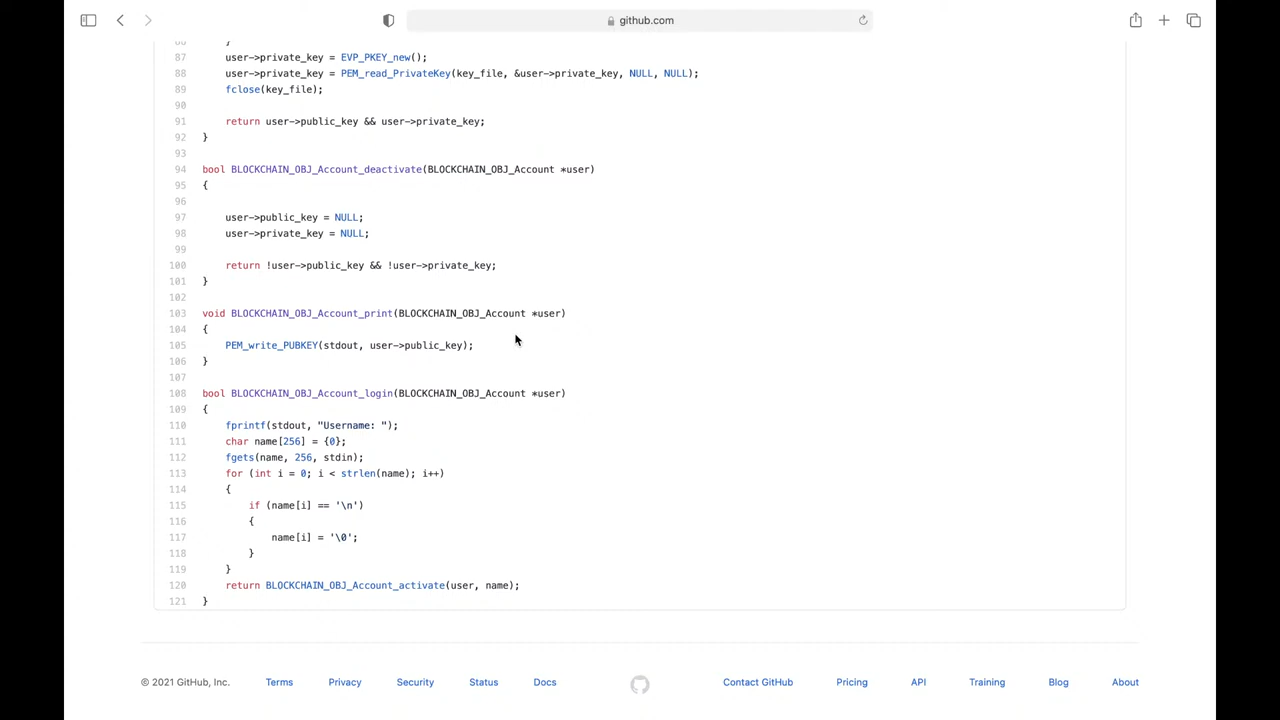 github.com
86 }
87 user->private_key = EVP_PKEY_new();
88 user->private_key = PEM_read_PrivateKey(key_file, &user->private_key, NULL, NULL);
89 fclose(key_file);
90
91 return user->public_key && user->private_key;
92 }
93
94 bool BLOCKCHAIN_OBJ_Account_deactivate(BLOCKCHAIN_OBJ_Account *user)
95 {
96
97 user->public_key = NULL;
98 user->private_key = NULL;
99
100 return !user->public_key && !user->private_key;
101 }
102
103 void BLOCKCHAIN_OBJ_Account_print(BLOCKCHAIN_OBJ_Account *user)
104 {
105 PEM_write_PUBKEY(stdout, user->public_key);
106 }
107
108 bool BLOCKCHAIN_OBJ_Account_login(BLOCKCHAIN_OBJ_Account *user)
109 {
110 fprintf(stdout, "Username: ");
111 char name[256] = {0};
112 fgets(name, 256, stdin);
113 for (int i = 0; i < strlen(name); i++)
114 {
115 if (name[i] == '\n')
116 {
117 name[i] = '\0';
118 }
119 }
120 return BLOCKCHAIN_OBJ_Account_activate(user, name);
121 }
© 2021 GitHub, Inc. Terms Privacy Security Status Docs Contact GitHub Pricing API Training Blog About